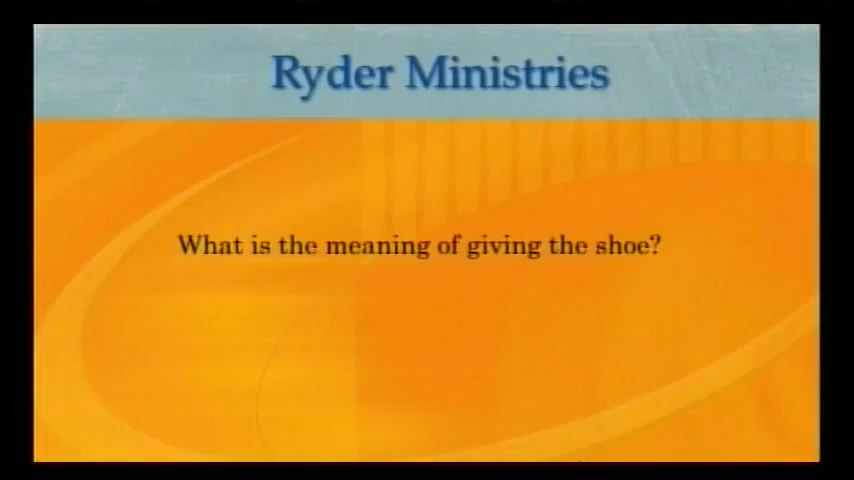 Ryder Ministries
What is the meaning of giving the shoe?